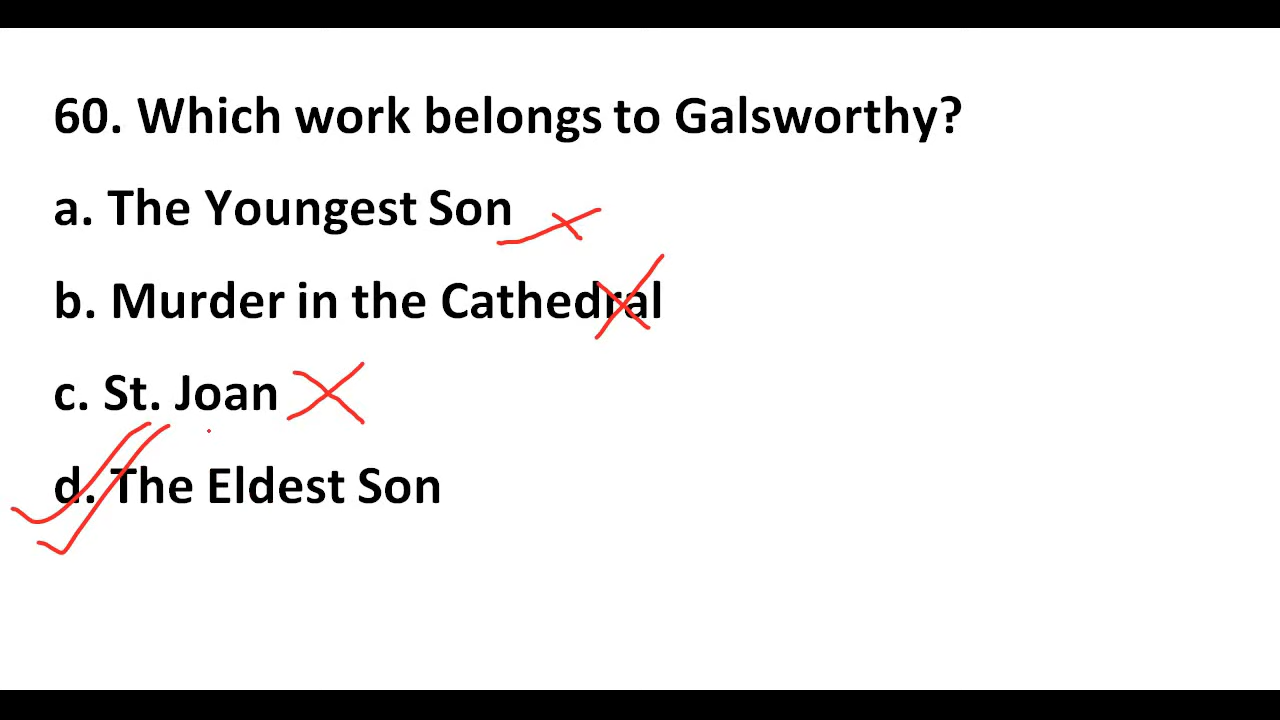 60. Which work belongs to Galsworthy?
a. The Youngest Son
b. Murder in the Cathedral
c. St. Joan
d. The Eldest Son